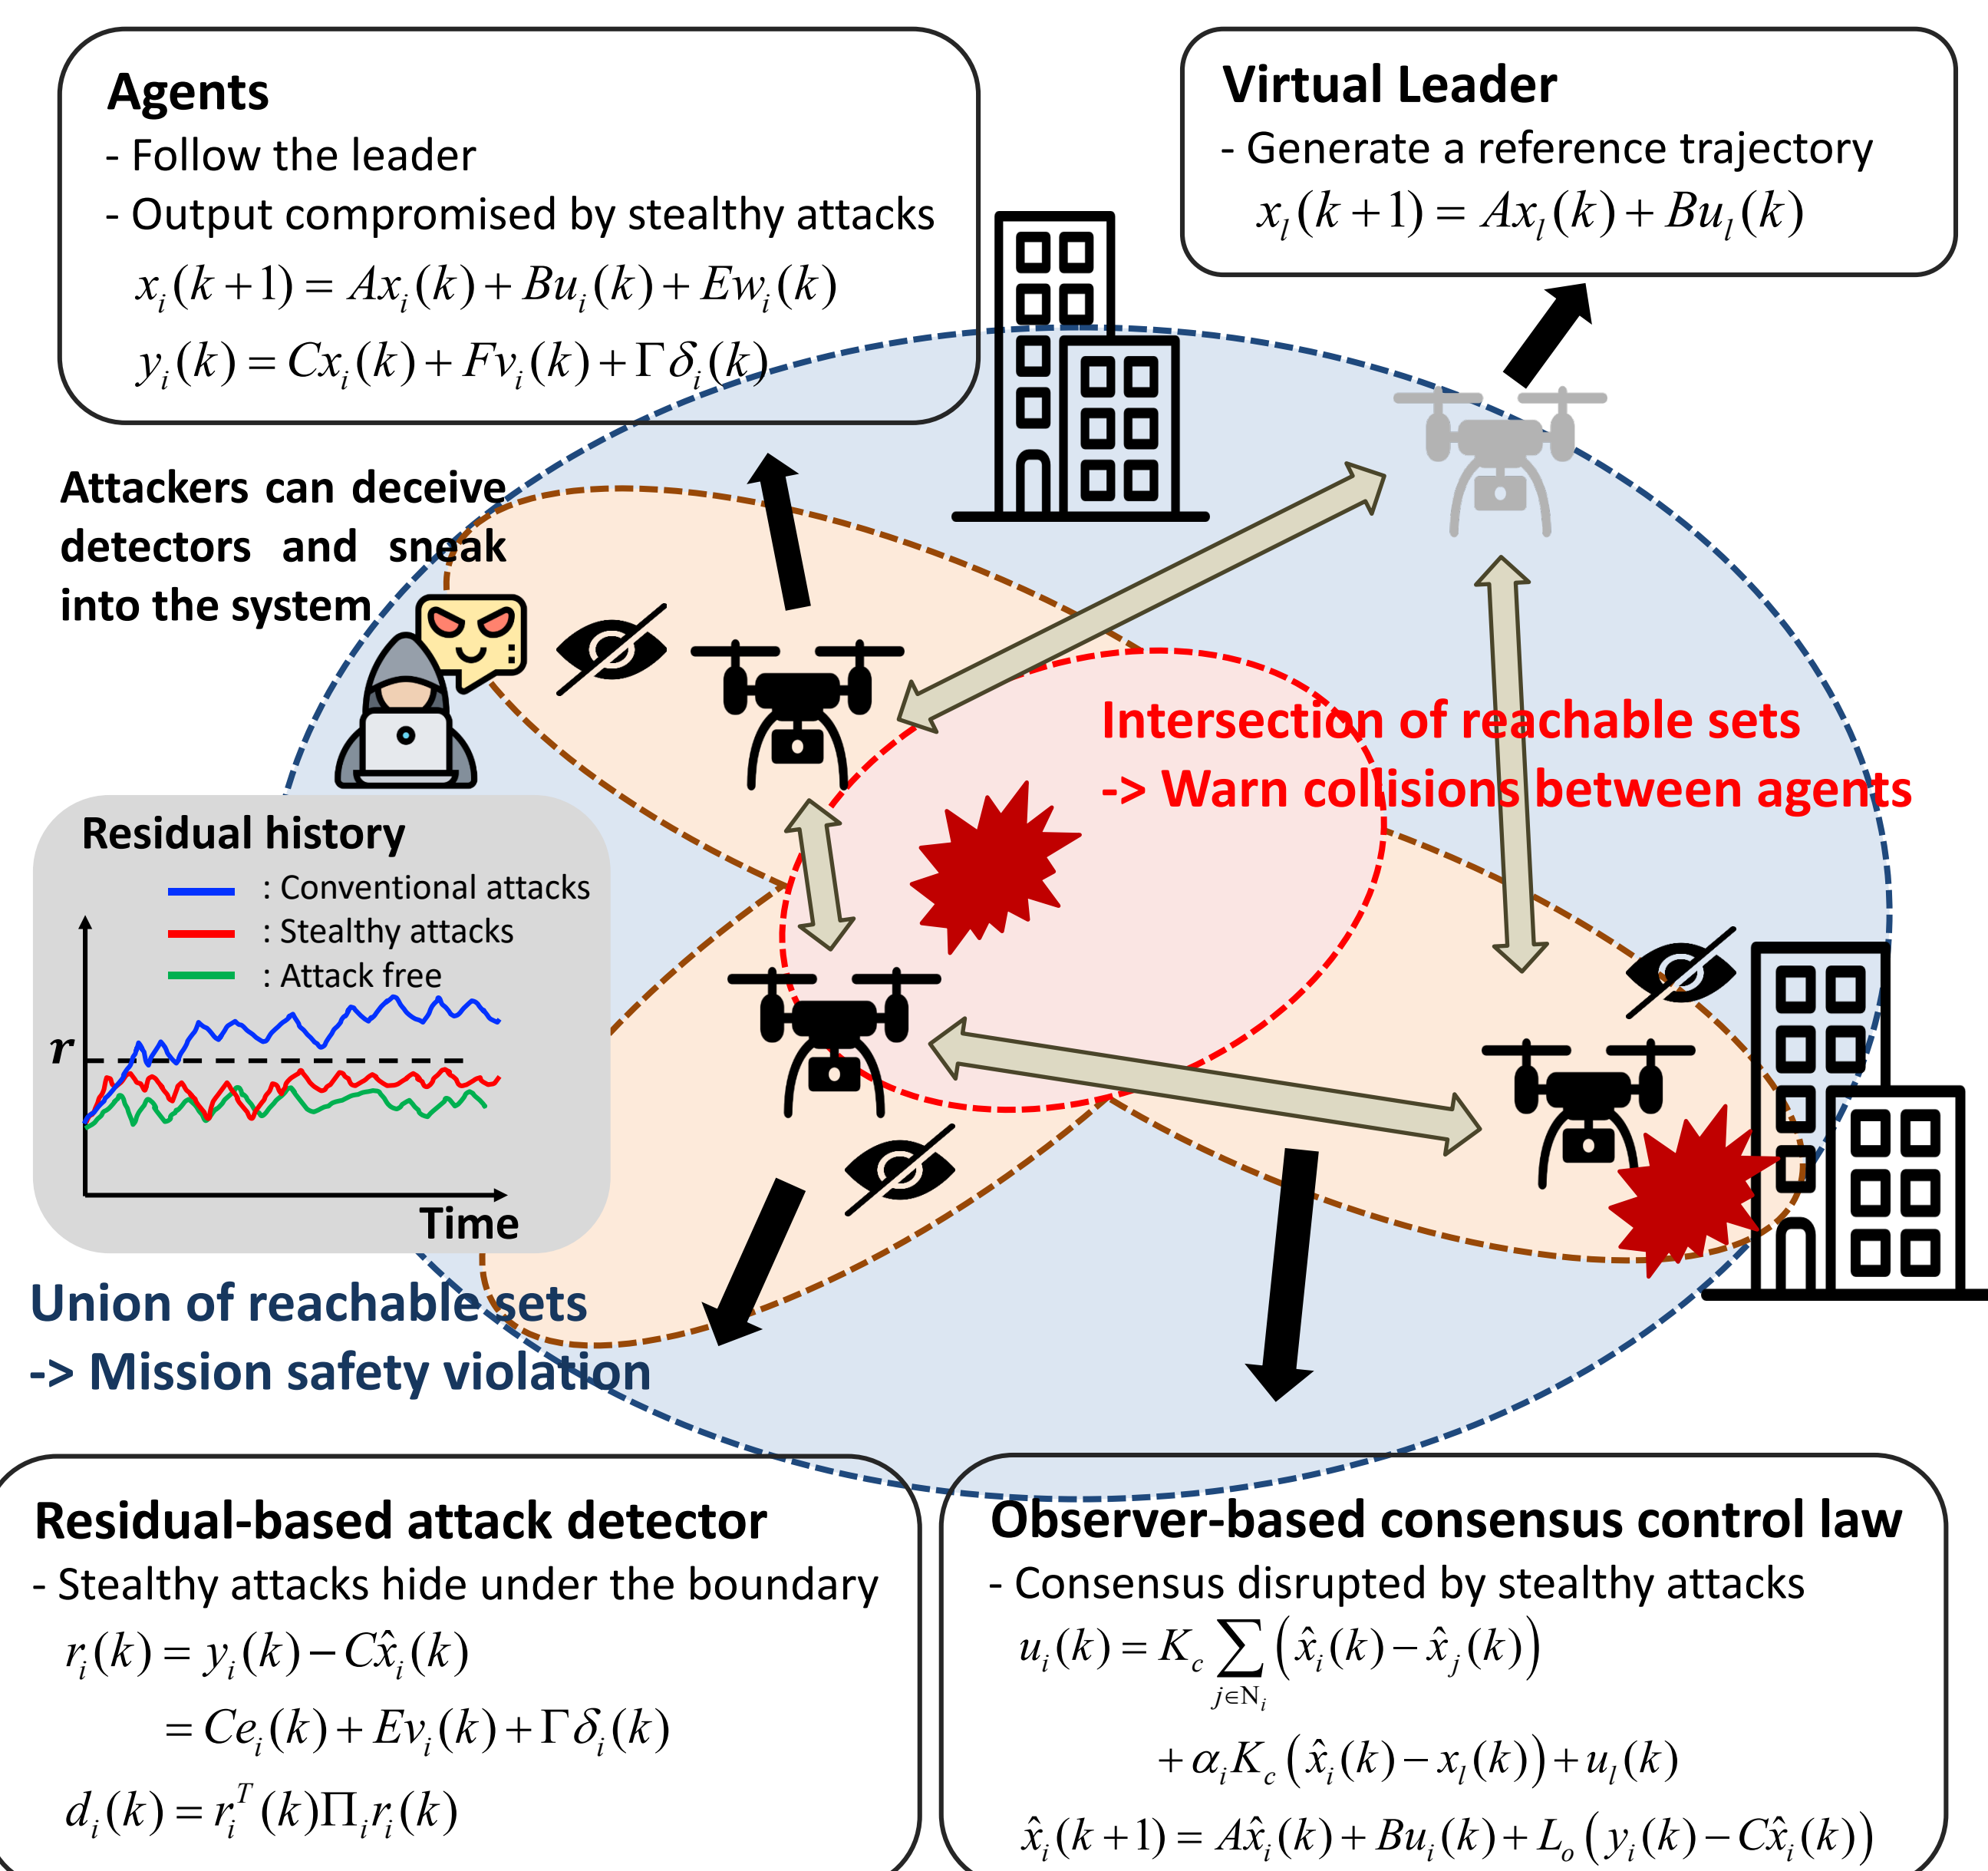 Agents
- Follow the leader
- Output compromised by stealthy attacks
x_i(k+1) = Ax_i(k) + Bu_i(k) + Ew_i(k)
y_i(k) = Cx_i(k) + Fv_i(k) + Γδ_i(k)
Virtual Leader
- Generate a reference trajectory
x_l(k+1) = Ax_l(k) + Bu_l(k)
Attackers can deceive
detectors and sneak
into the system
Intersection of reachable sets
-> Warn collisions between agents
Residual history
: Conventional attacks
: Stealthy attacks
: Attack free
r
Time
Union of reachable sets
-> Mission safety violation
Residual-based attack detector
- Stealthy attacks hide under the boundary
r_i(k) = y_i(k) − Cx̂_i(k)
= Ce_i(k) + Ev_i(k) + Γδ_i(k)
d_i(k) = r_i^T(k)Π_i r_i(k)
Observer-based consensus control law
- Consensus disrupted by stealthy attacks
u_i(k) = K_c ∑_{j∈N_i} (x̂_i(k) − x̂_j(k))
+ α_i K_c (x̂_i(k) − x_l(k)) + u_l(k)
x̂_i(k+1) = Ax̂_i(k) + Bu_i(k) + L_o (y_i(k) − Cx̂_i(k))